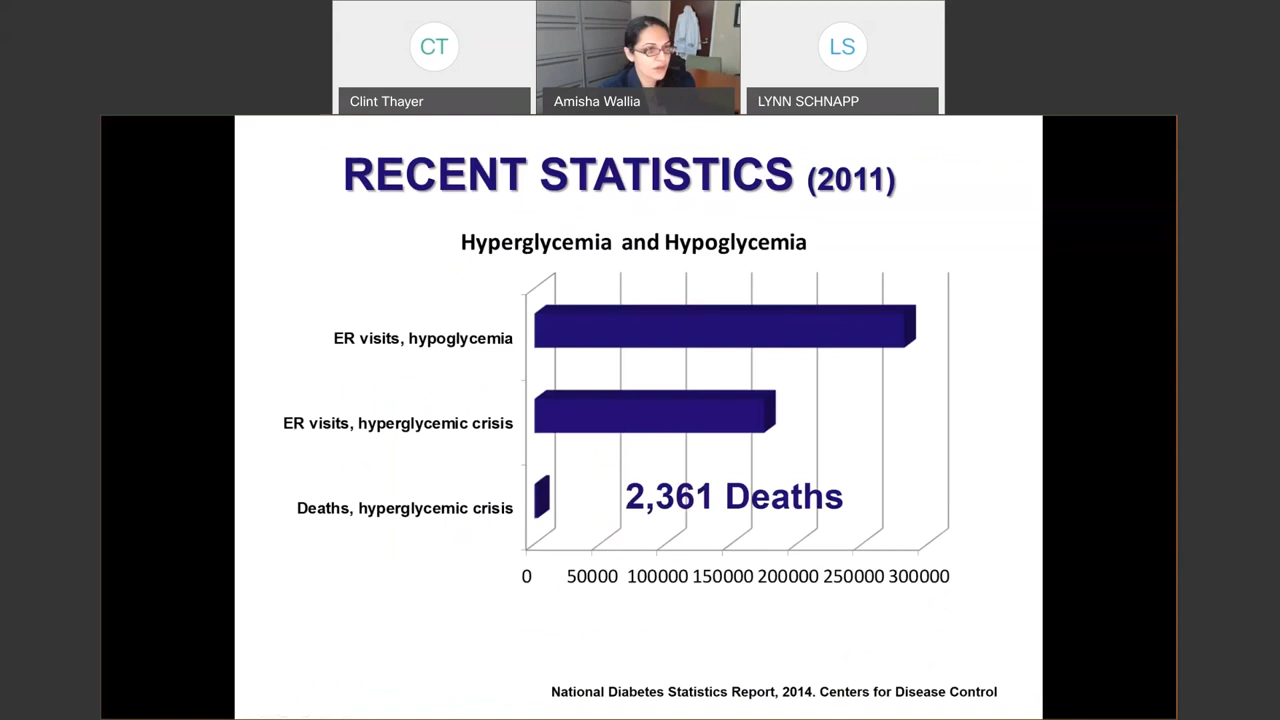 CT
LS
Clint Thayer
Amisha Wallia
LYNN SCHNAPP
RECENT STATISTICS (2011)
Hyperglycemia and Hypoglycemia
ER visits, hypoglycemia
ER visits, hyperglycemic crisis
Deaths, hyperglycemic crisis
2,361 Deaths
0 50000 100000 150000 200000 250000 300000
National Diabetes Statistics Report, 2014. Centers for Disease Control